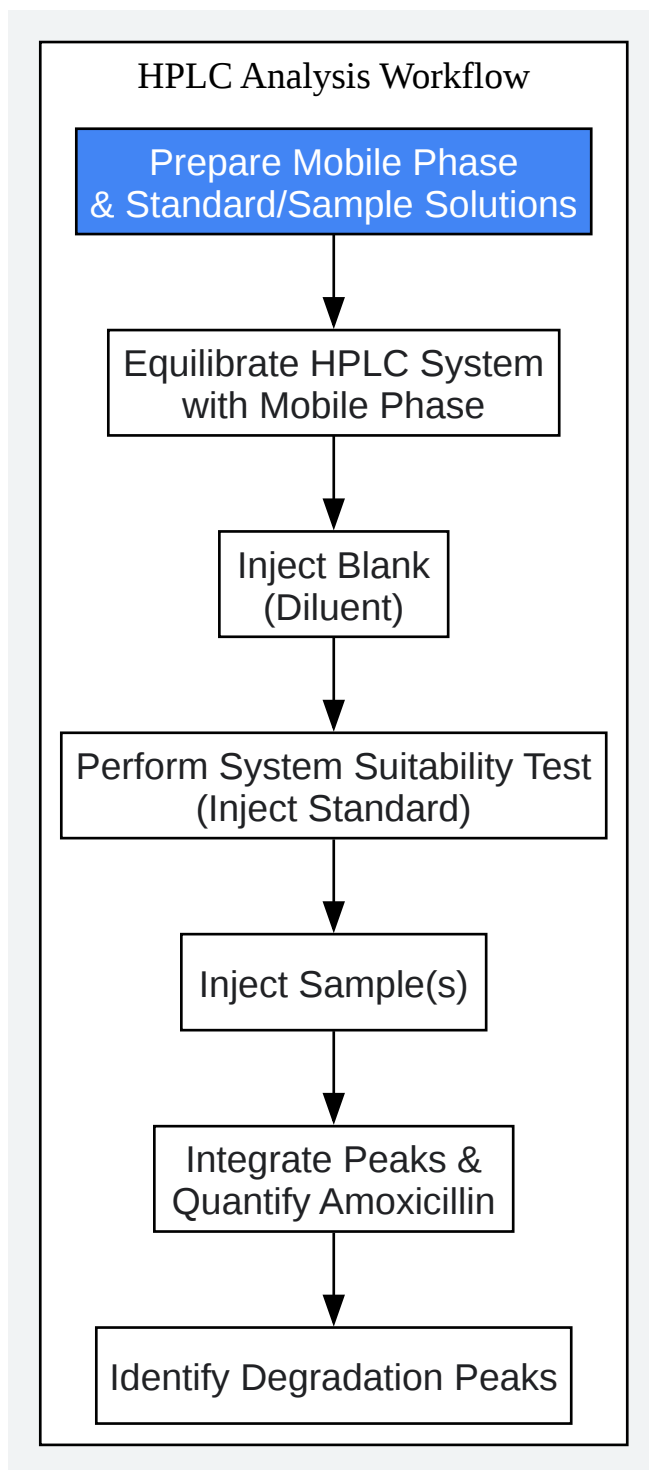 HPLC Analysis Workflow
Prepare Mobile Phase
& Standard/Sample Solutions
Equilibrate HPLC System
with Mobile Phase
Inject Blank
(Diluent)
Perform System Suitability Test
(Inject Standard)
Inject Sample(s)
Integrate Peaks &
Quantify Amoxicillin
Identify Degradation Peaks